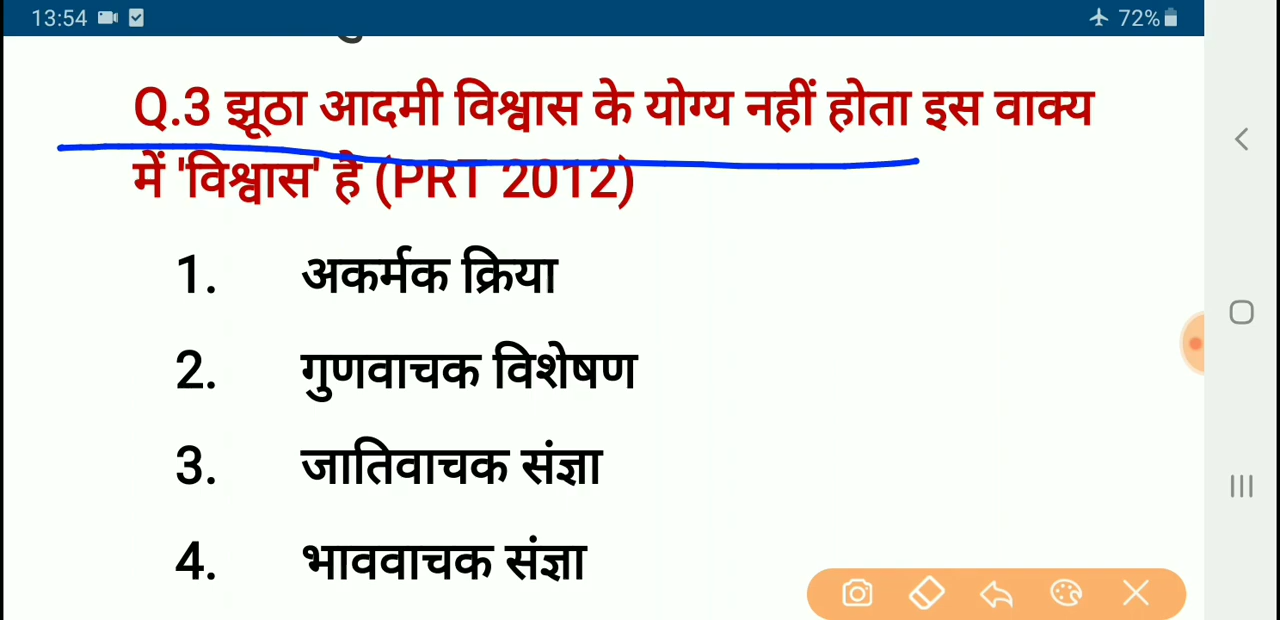 13:54 72%
Q.3 झूठा आदमी विश्वास के योग्य नहीं होता इस वाक्य
में 'विश्वास' है (PRT 2012)
1. अकर्मक क्रिया
2. गुणवाचक विशेषण
3. जातिवाचक संज्ञा
4. भाववाचक संज्ञा